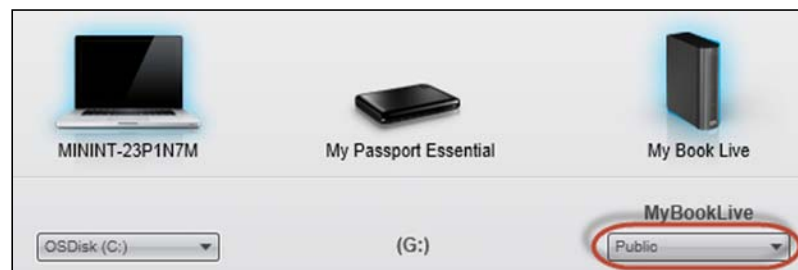 MININT-23P1N7M My Passport Essential My Book Live
MyBookLive
OSDisk (C:) (G:) Public